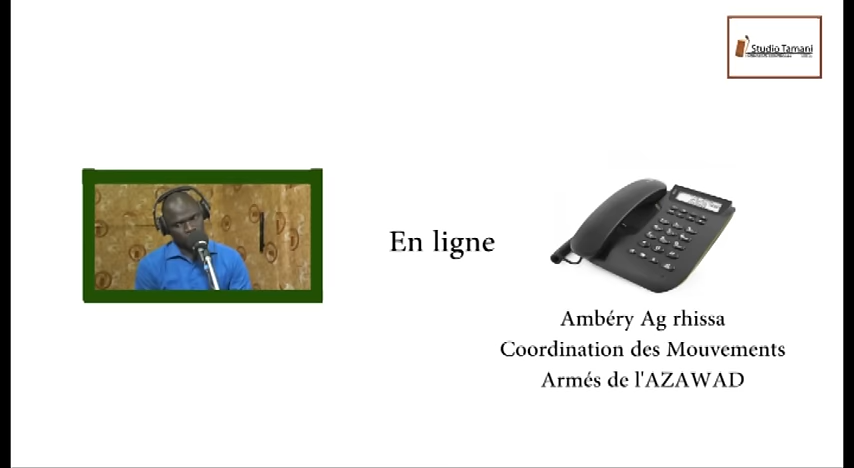 Studio Tamani
En ligne
Ambéry Ag rhissa
Coordination des Mouvements
Armés de l'AZAWAD